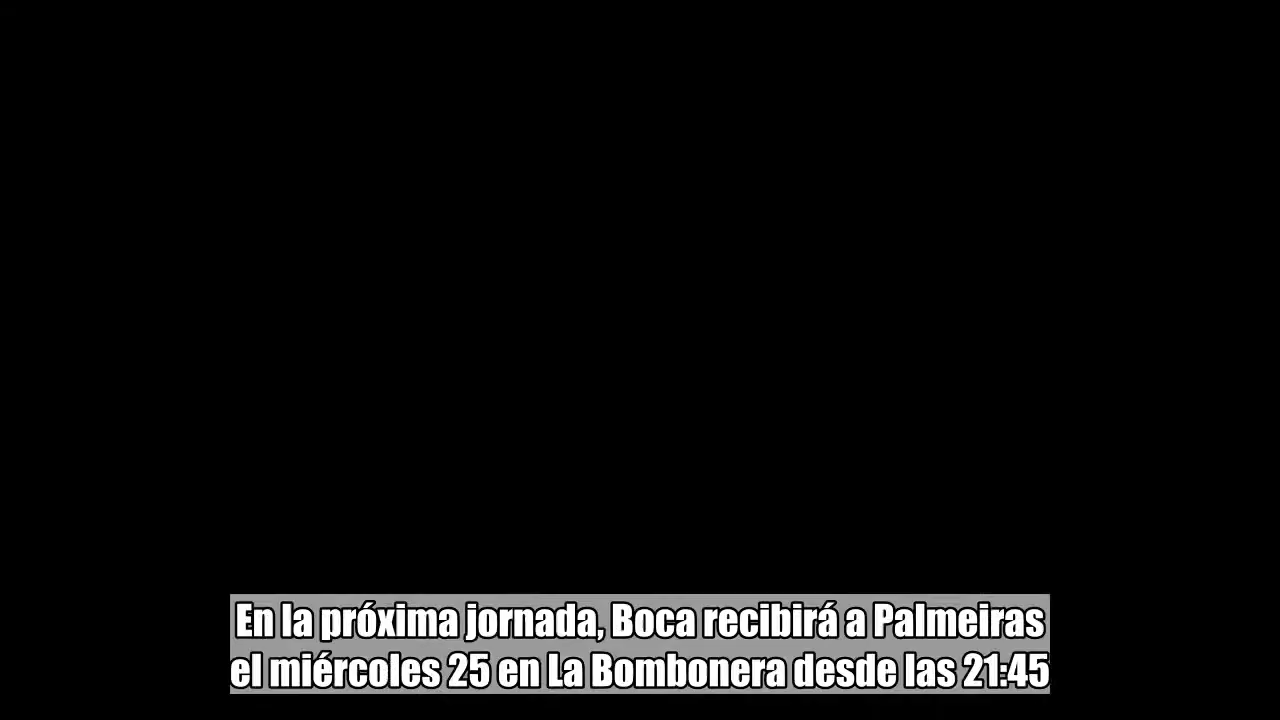 En la próxima jornada, Boca recibirá a Palmeiras
el miércoles 25 en La Bombonera desde las 21:45